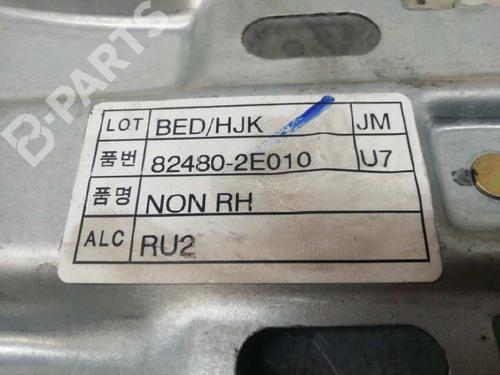 B-PARTS
LOT BED/HJK JM
품번 82480-2E010 U7
품명 NON RH
ALC RU2